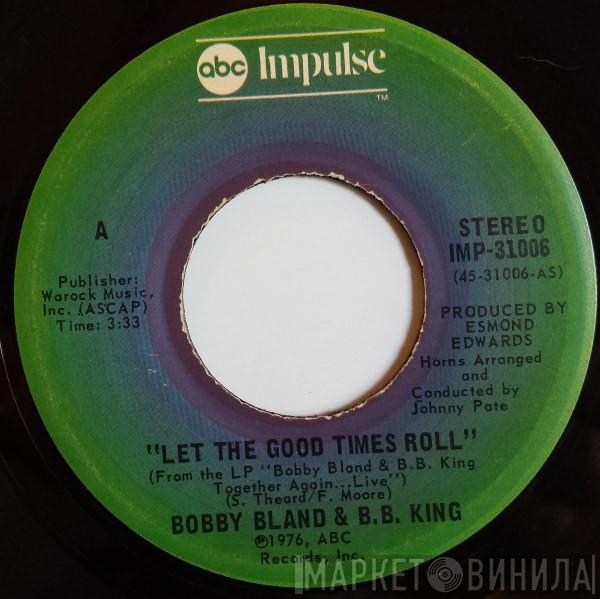 abc Impulse
TM
A
Publisher:
Warock Music,
Inc. (ASCAP)
Time: 3:33
STEREO
IMP-31006
(45-31006-AS)
PRODUCED BY
ESMOND
EDWARDS
Horns Arranged
and
Conducted by
Johnny Pate
"LET THE GOOD TIMES ROLL"
(From the LP "Bobby Bland & B.B. King
Together Again...Live")
(S. Theard/F. Moore)
BOBBY BLAND & B.B. KING
℗1976, ABC
Records, Inc.
МАРКЕТ ВИНИЛА